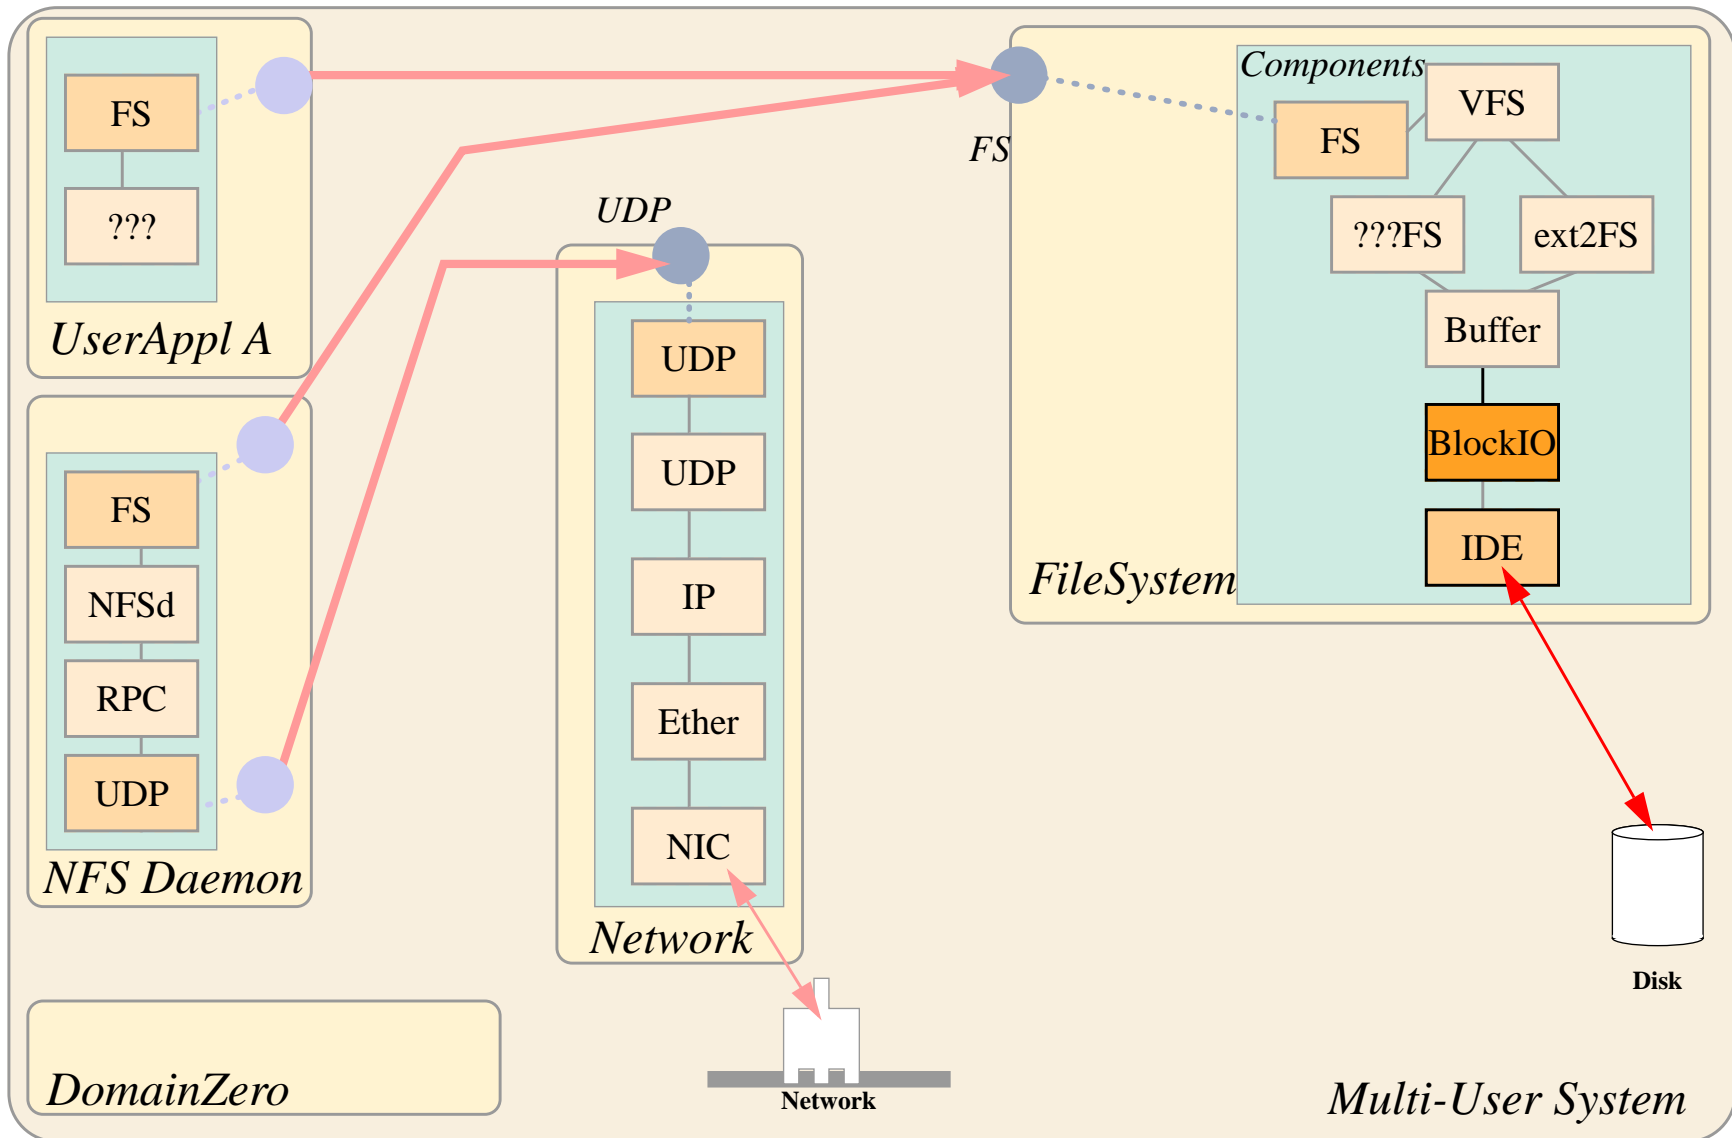 FS
???
UserAppl A
FS
NFSd
RPC
UDP
NFS Daemon
DomainZero
UDP
UDP
UDP
IP
Ether
NIC
Network
Network
FS
Components
VFS
FS
???FS
ext2FS
Buffer
BlockIO
IDE
FileSystem
Disk
Multi-User System